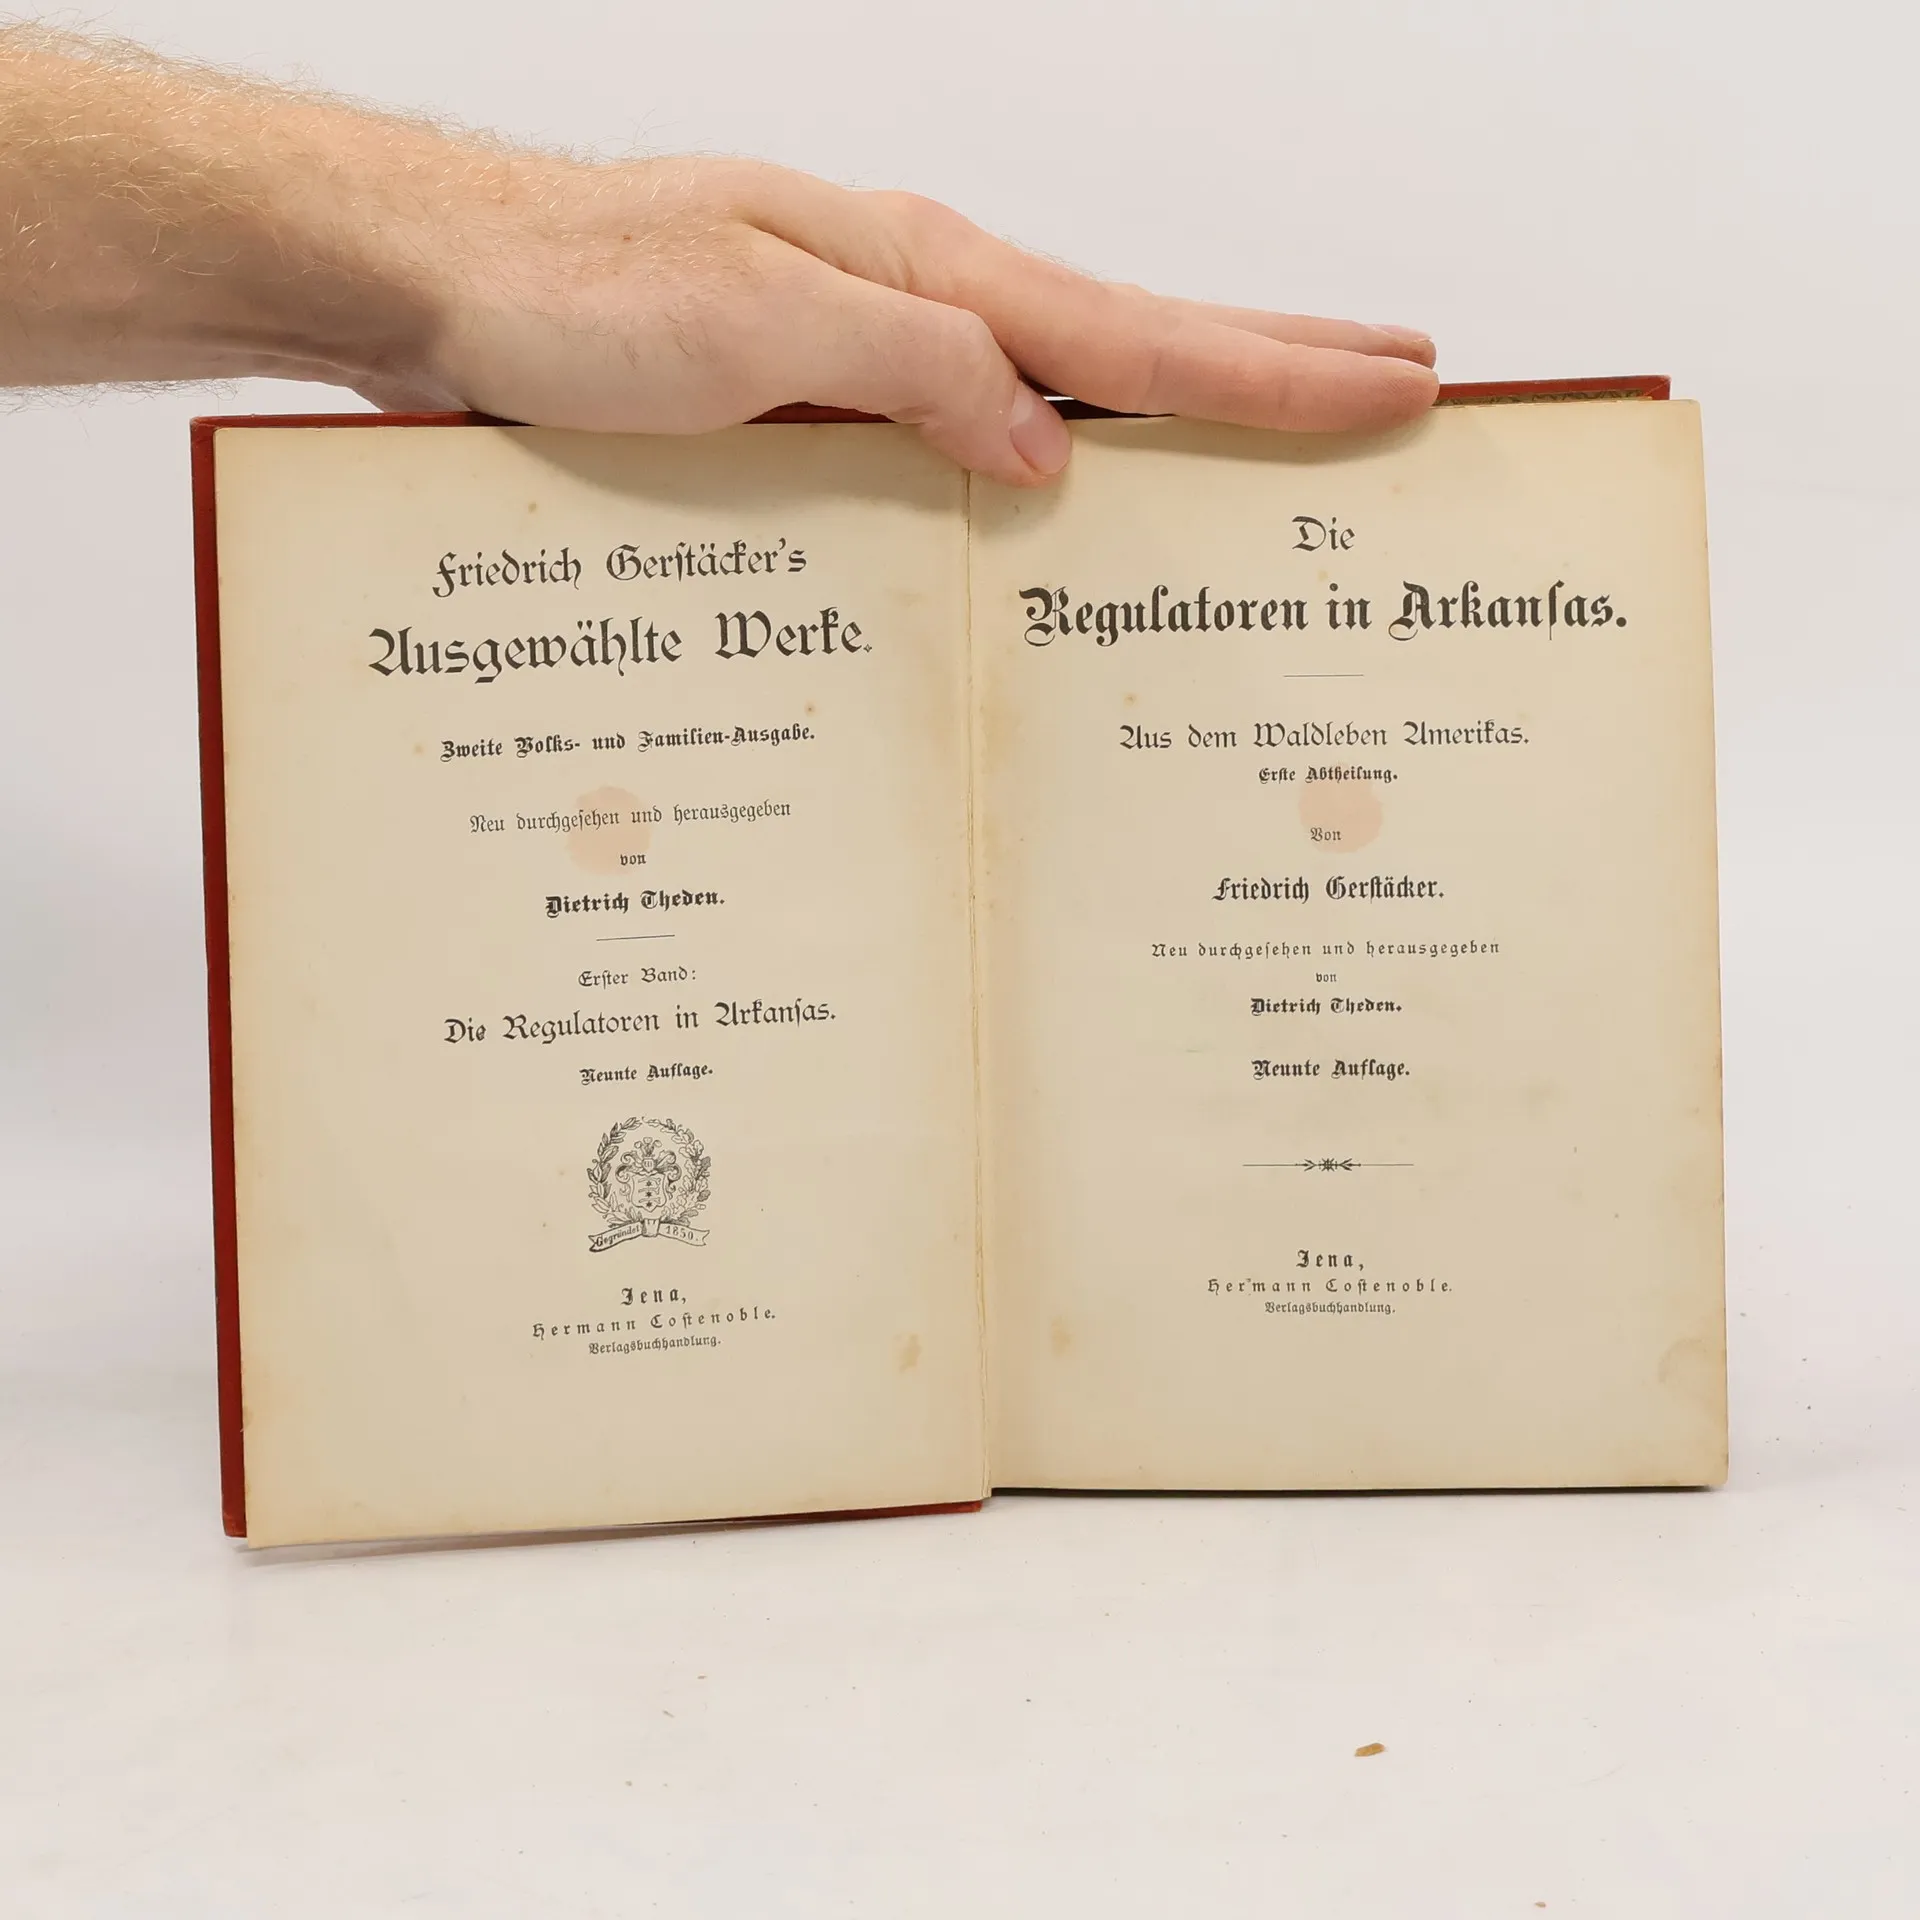 Friedrich Gerſtäcker's
Ausgewählte Werke.
Zweite Volks- und Familien-Ausgabe.
Neu durchgeſehen und herausgegeben
von
Dietrich Theden.
Erſter Band:
Die Regulatoren in Arkanſas.
Neunte Auflage.
Gegründet 1850.
Jena,
Hermann Coſtenoble.
Verlagsbuchhandlung.
Die
Regulatoren in Arkanſas.
Aus dem Waldleben Amerikas.
Erſte Abtheilung.
Von
Friedrich Gerſtäcker.
Neu durchgeſehen und herausgegeben
von
Dietrich Theden.
Neunte Auflage.
Jena,
Hermann Coſtenoble.
Verlagsbuchhandlung.